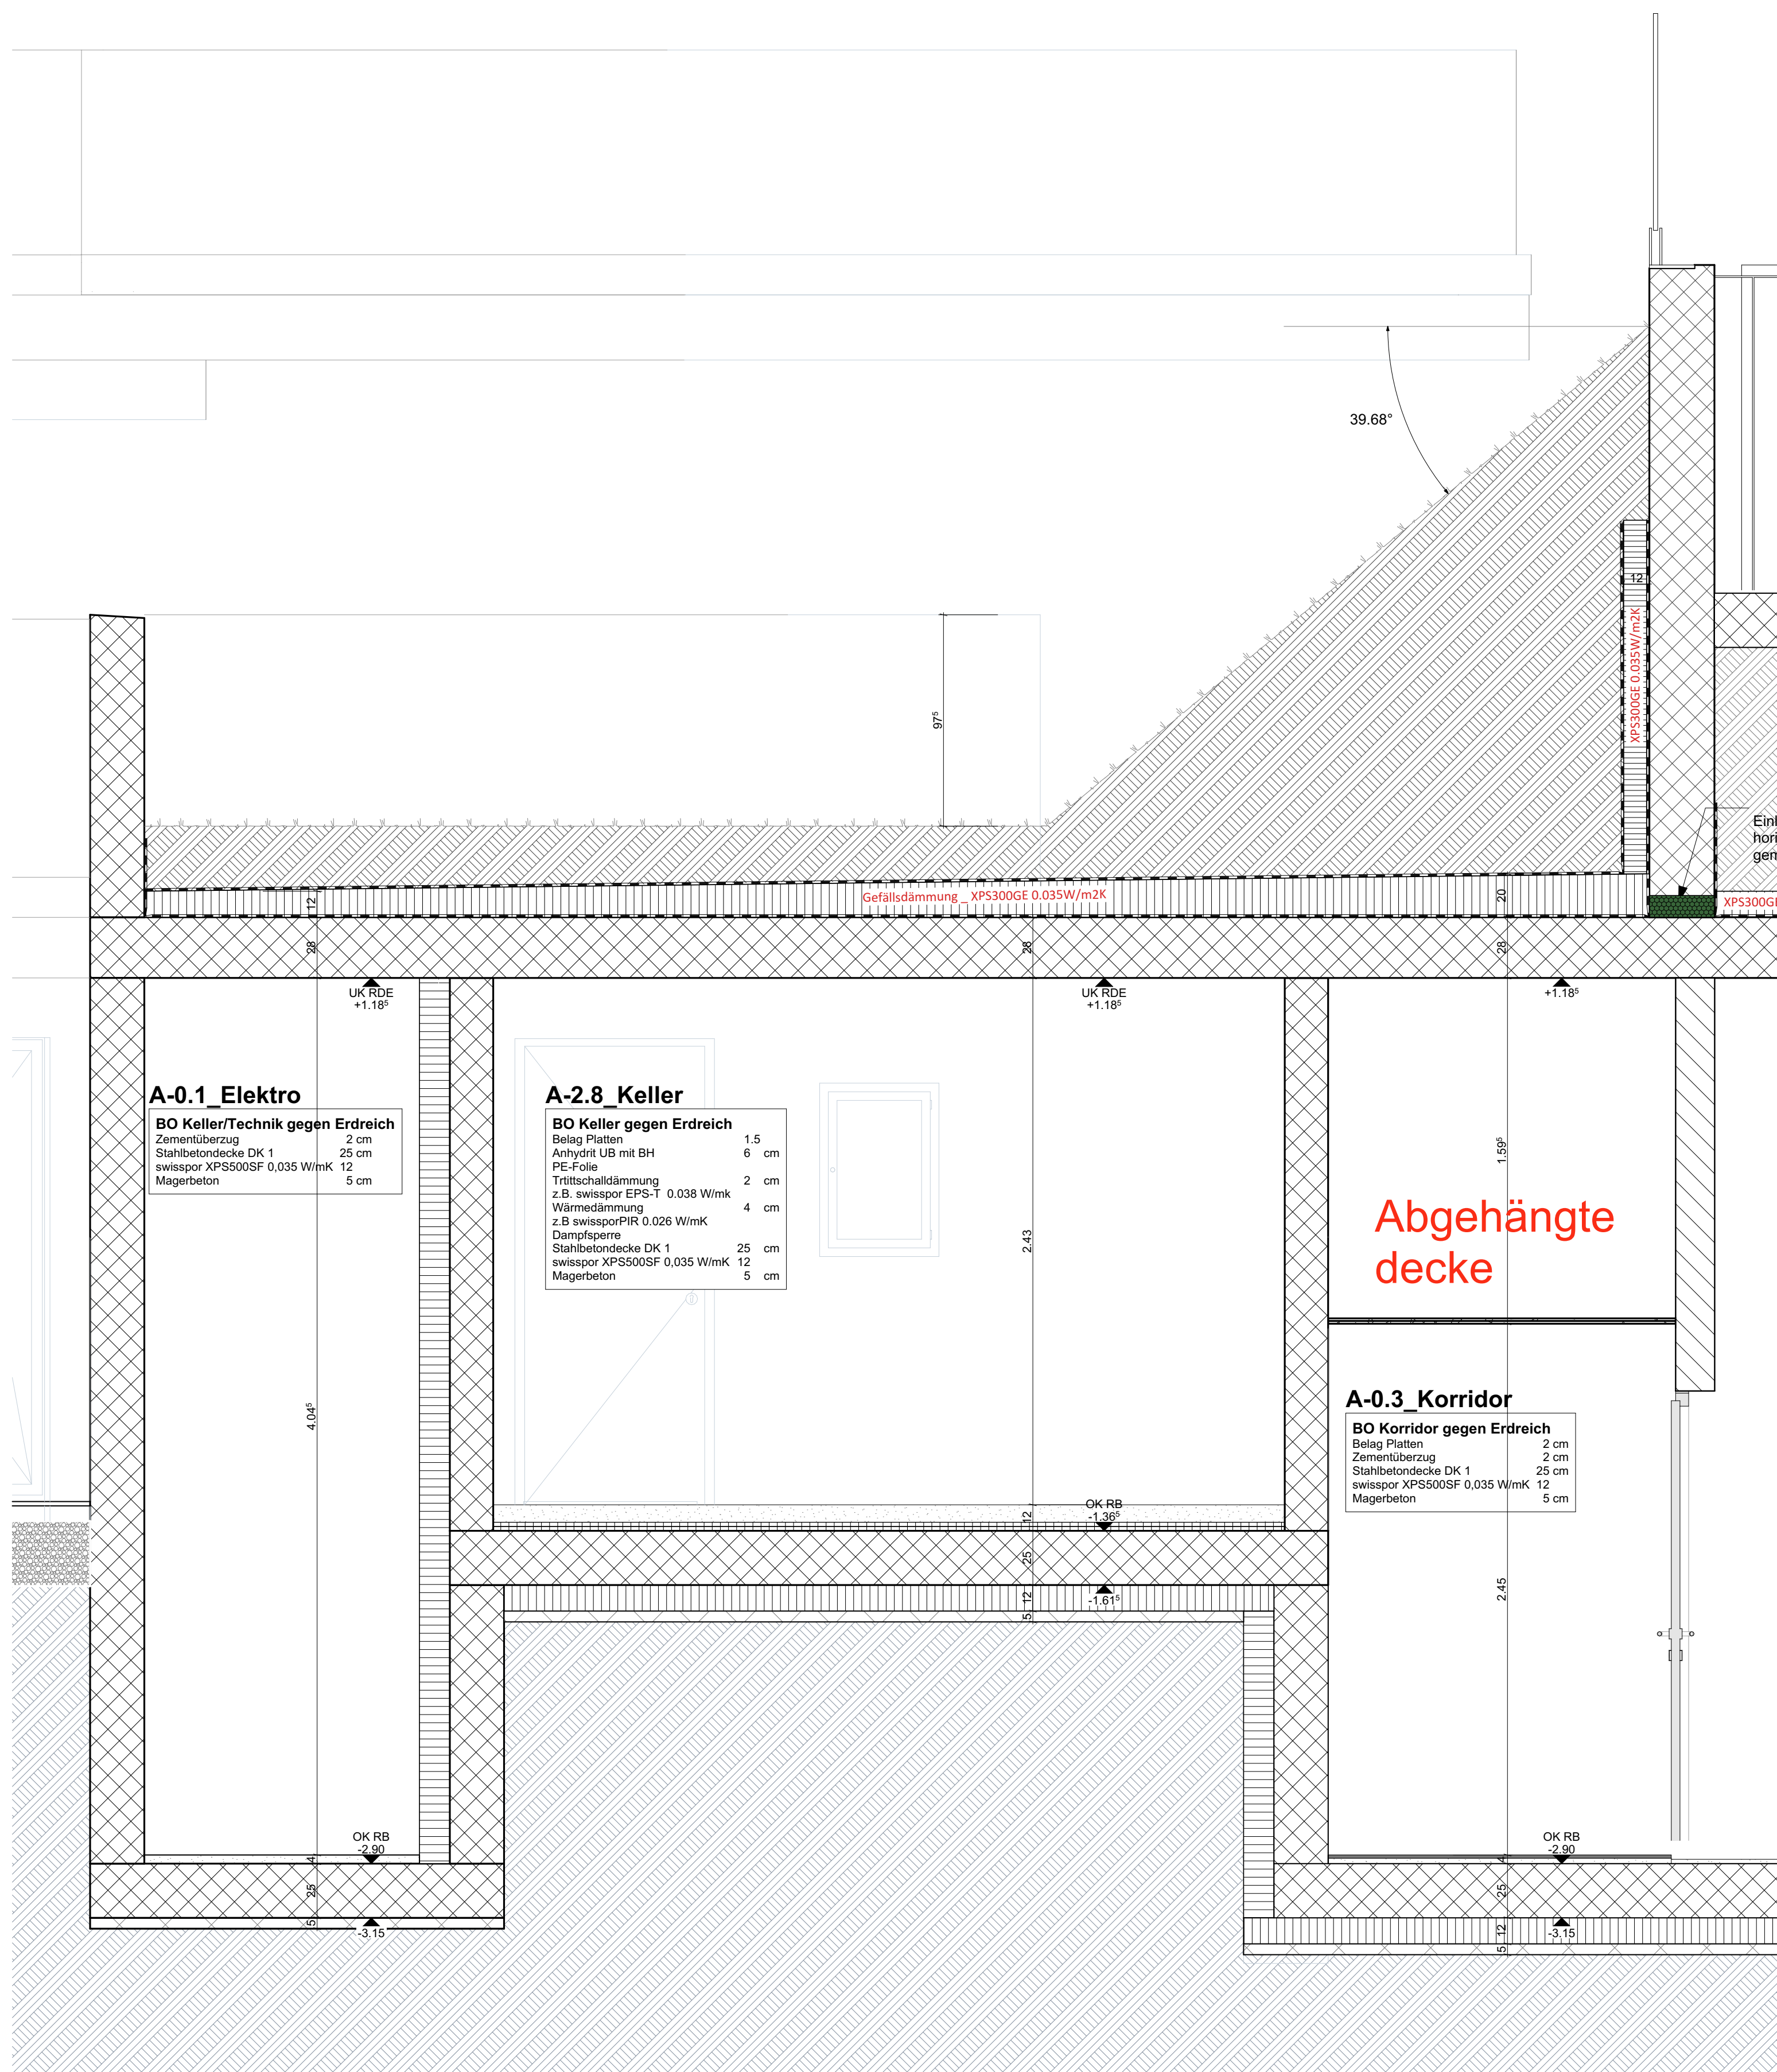 39.68°
12
XPS300GE 0.035W/m2K
97⁵
Gefällsdämmung _ XPS300GE 0.035W/m2K
12
20
28
28
28
UK RDE
+1.18⁵
UK RDE
+1.18⁵
+1.18⁵
A-0.1_Elektro
BO Keller/Technik gegen Erdreich
Zementüberzug 2 cm
Stahlbetondecke DK 1 25 cm
swisspor XPS500SF 0,035 W/mK 12
Magerbeton 5 cm
4.04⁵
A-2.8_Keller
BO Keller gegen Erdreich
Belag Platten 1.5
Anhydrit UB mit BH 6 cm
PE-Folie
Trtittschalldämmung 2 cm
z.B. swisspor EPS-T 0.038 W/mk
Wärmedämmung 4 cm
z.B swissporPIR 0.026 W/mK
Dampfsperre
Stahlbetondecke DK 1 25 cm
swisspor XPS500SF 0,035 W/mK 12
Magerbeton 5 cm
2.43
1.59⁵
Abgehängte
decke
A-0.3_Korridor
BO Korridor gegen Erdreich
Belag Platten 2 cm
Zementüberzug 2 cm
Stahlbetondecke DK 1 25 cm
swisspor XPS500SF 0,035 W/mK 12
Magerbeton 5 cm
2.45
OK RB
-1.36⁵
12
25
12
5
-1.61⁵
OK RB
-2.90
4
25
5
-3.15
OK RB
-2.90
4
25
12
5
-3.15